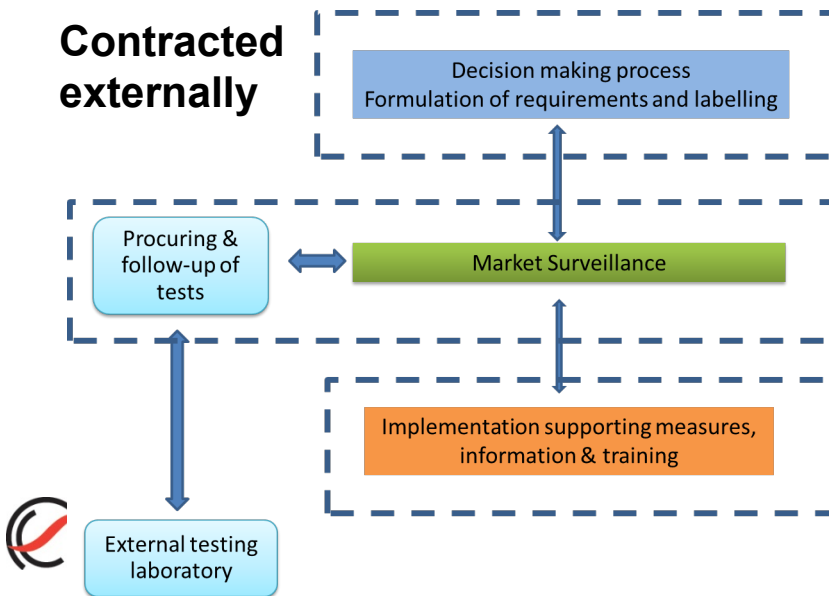 Contracted
externally
Decision making process
Formulation of requirements and labelling
Procuring &
follow-up of
tests
Market Surveillance
Implementation supporting measures,
information & training
External testing
laboratory